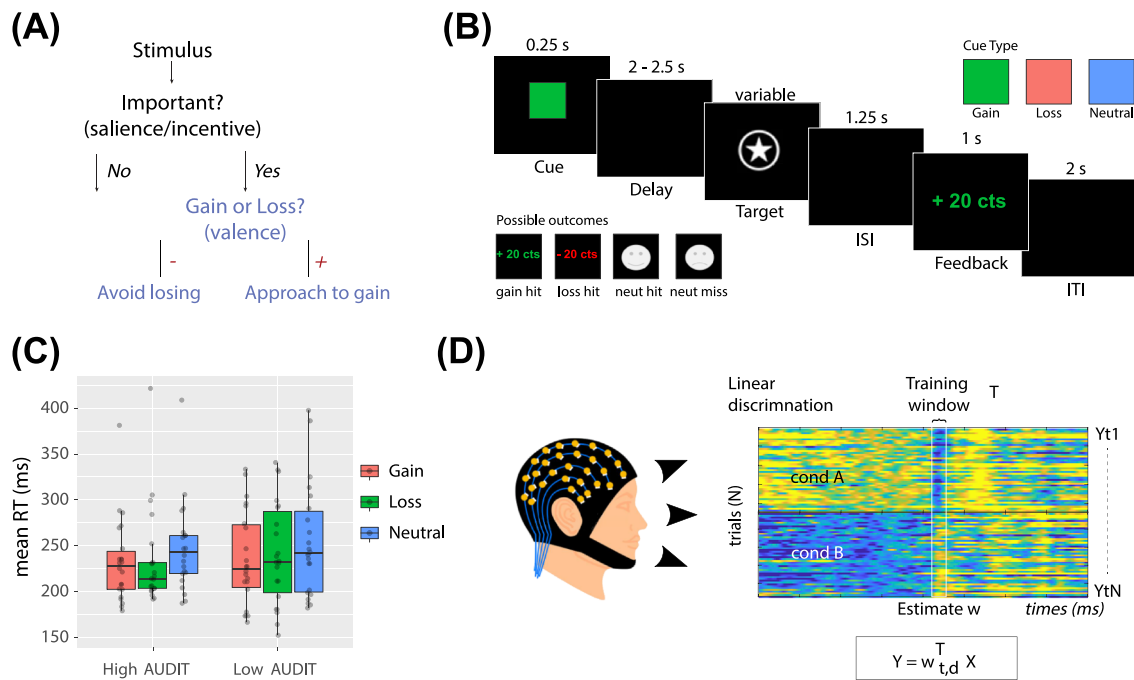 (A)
Stimulus
Important?
(salience/incentive)
No
Yes
Gain or Loss?
(valence)
-
+
Avoid losing
Approach to gain
(B)
0.25 s
Cue
2 - 2.5 s
Delay
variable
Target
1.25 s
ISI
1 s
+ 20 cts
Feedback
2 s
ITI
Cue Type
Gain
Loss
Neutral
Possible outcomes
+ 20 cts
- 20 cts
gain hit
loss hit
neut hit
neut miss
(C)
mean RT (ms)
400
350
300
250
200
150
High AUDIT
Low AUDIT
Gain
Loss
Neutral
(D)
Linear
discrimnation
Training
window
T
trials (N)
cond A
cond B
Yt1
YtN
Estimate w
times (ms)
Y = w T t,d X